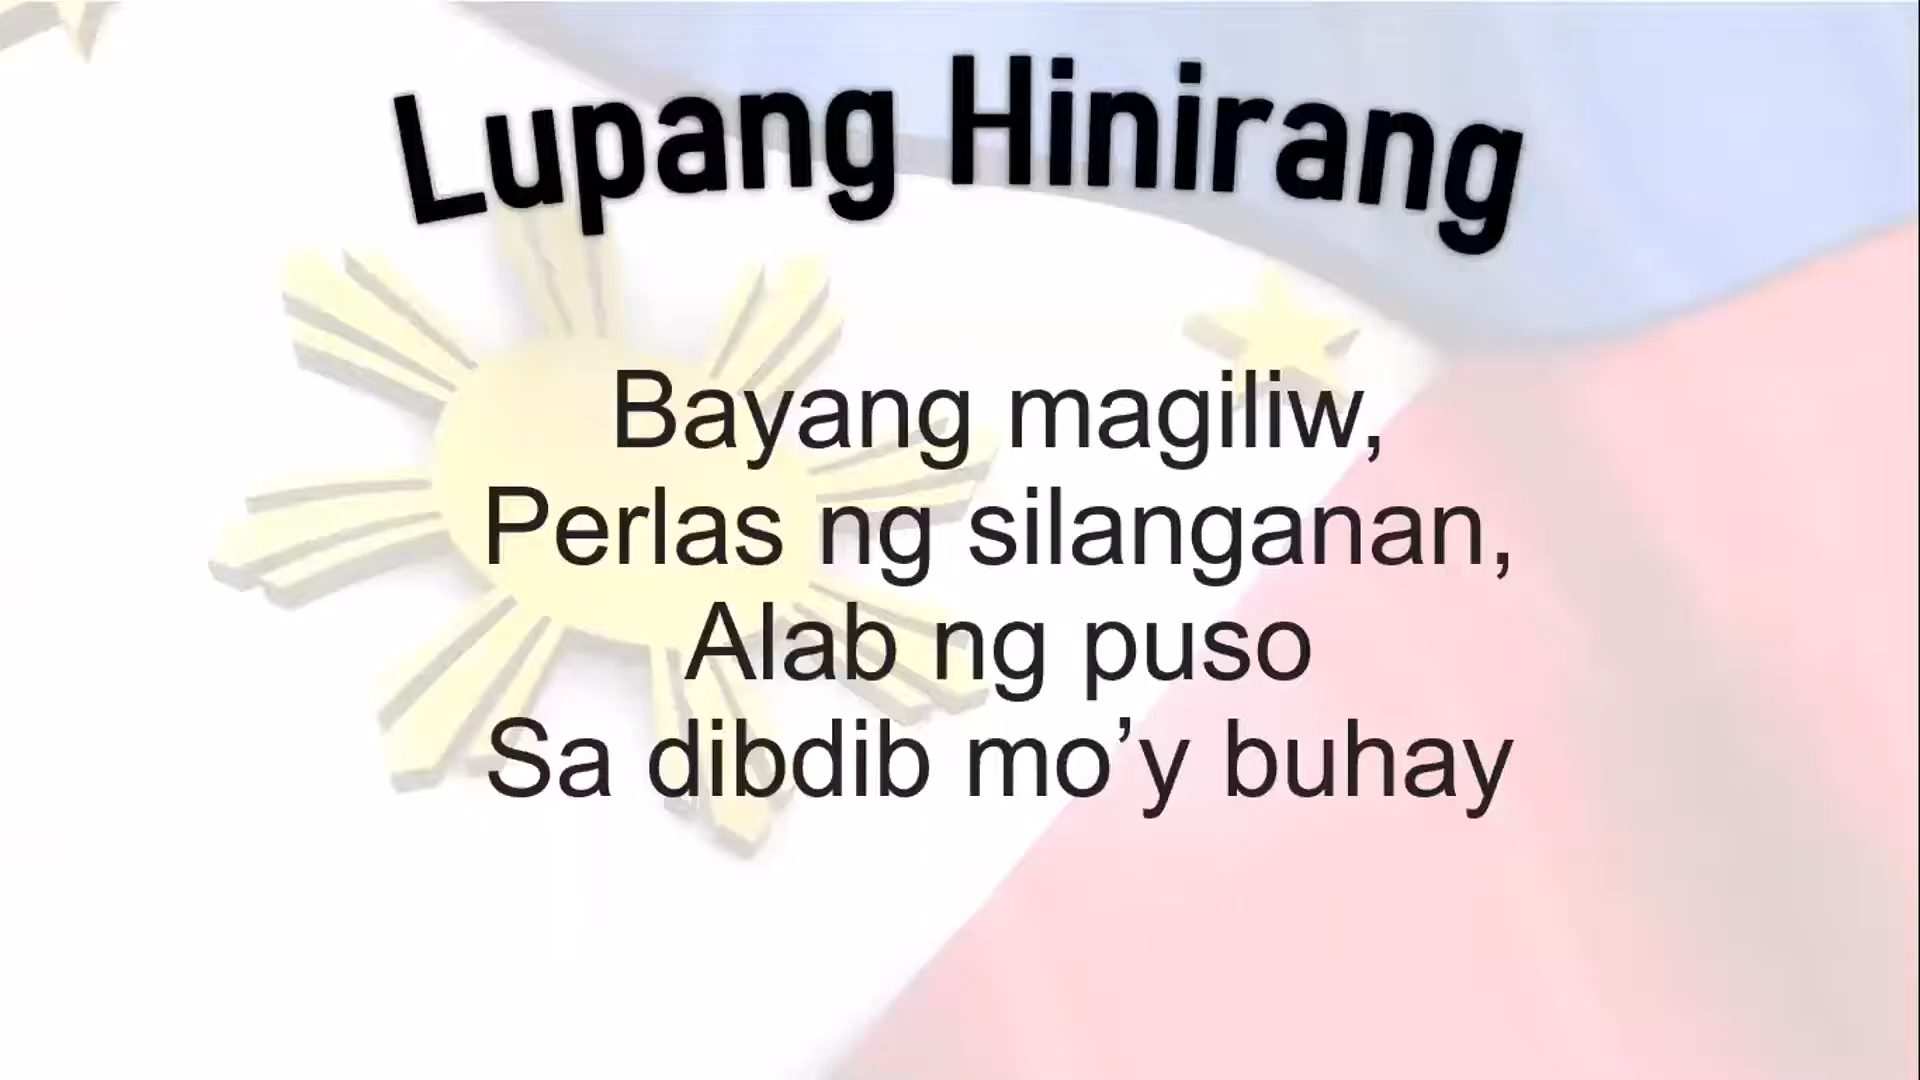 Lupang Hinirang
Bayang magiliw,
Perlas ng silanganan,
Alab ng puso
Sa dibdib mo’y buhay